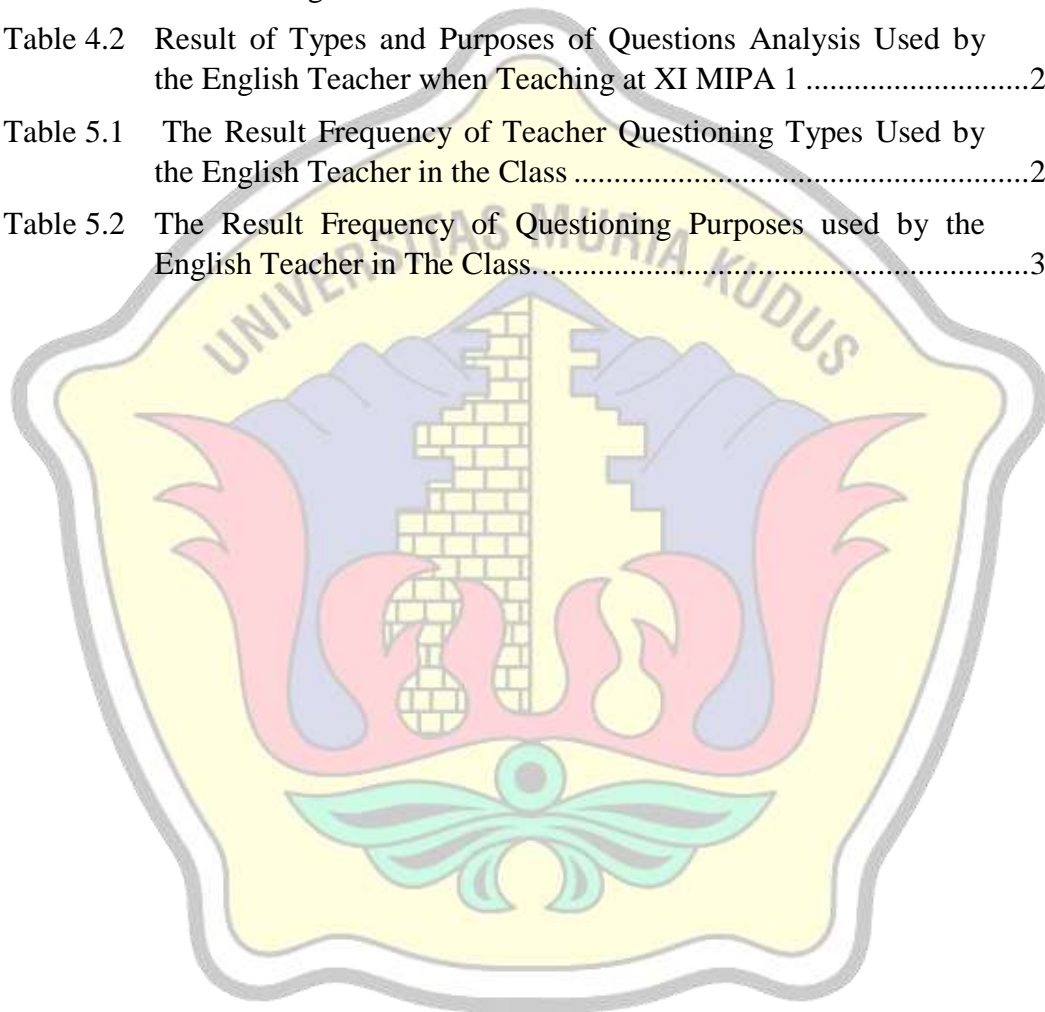 Table 4.2 Result of Types and Purposes of Questions Analysis Used by
the English Teacher when Teaching at XI MIPA 1 ..........................2
Table 5.1 The Result Frequency of Teacher Questioning Types Used by
the English Teacher in the Class .....................................................2
Table 5.2 The Result Frequency of Questioning Purposes used by the
English Teacher in The Class..........................................................3
UNIVERSITAS MURIA KUDUS